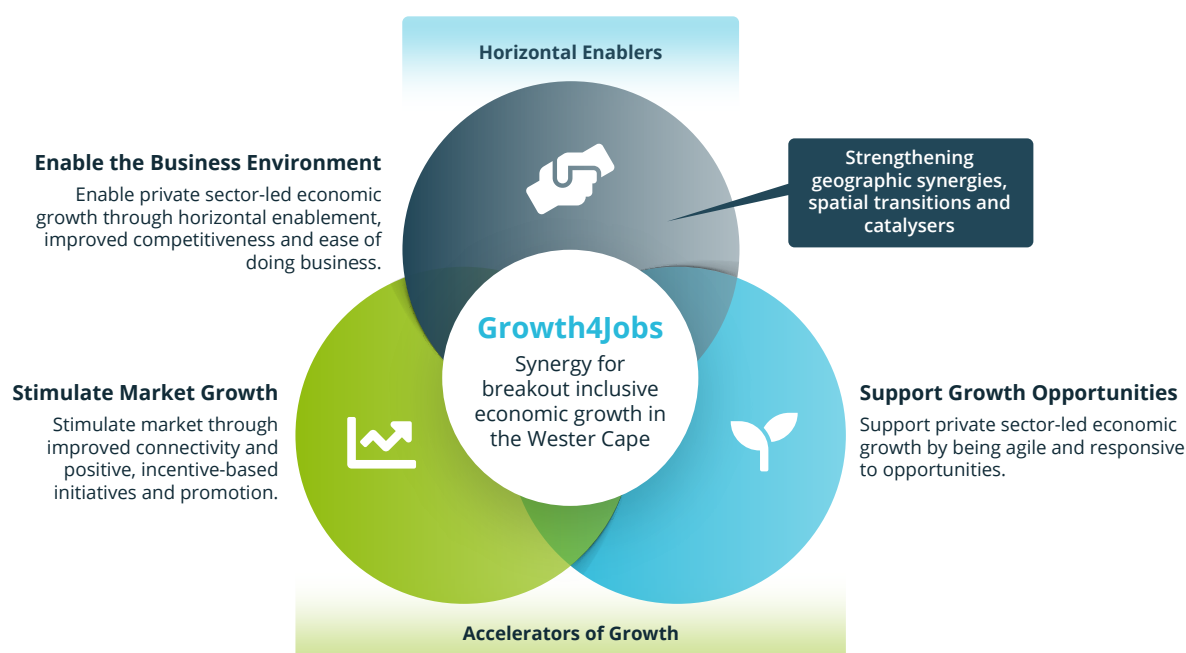 Horizontal Enablers
Enable the Business Environment
Enable private sector-led economic
growth through horizontal enablement,
improved competitiveness and ease of
doing business.
Strengthening
geographic synergies,
spatial transitions and
catalysers
Growth4Jobs
Synergy for
breakout inclusive
economic growth in
the Wester Cape
Stimulate Market Growth
Stimulate market through
improved connectivity and
positive, incentive-based
initiatives and promotion.
Support Growth Opportunities
Support private sector-led economic
growth by being agile and responsive
to opportunities.
Accelerators of Growth